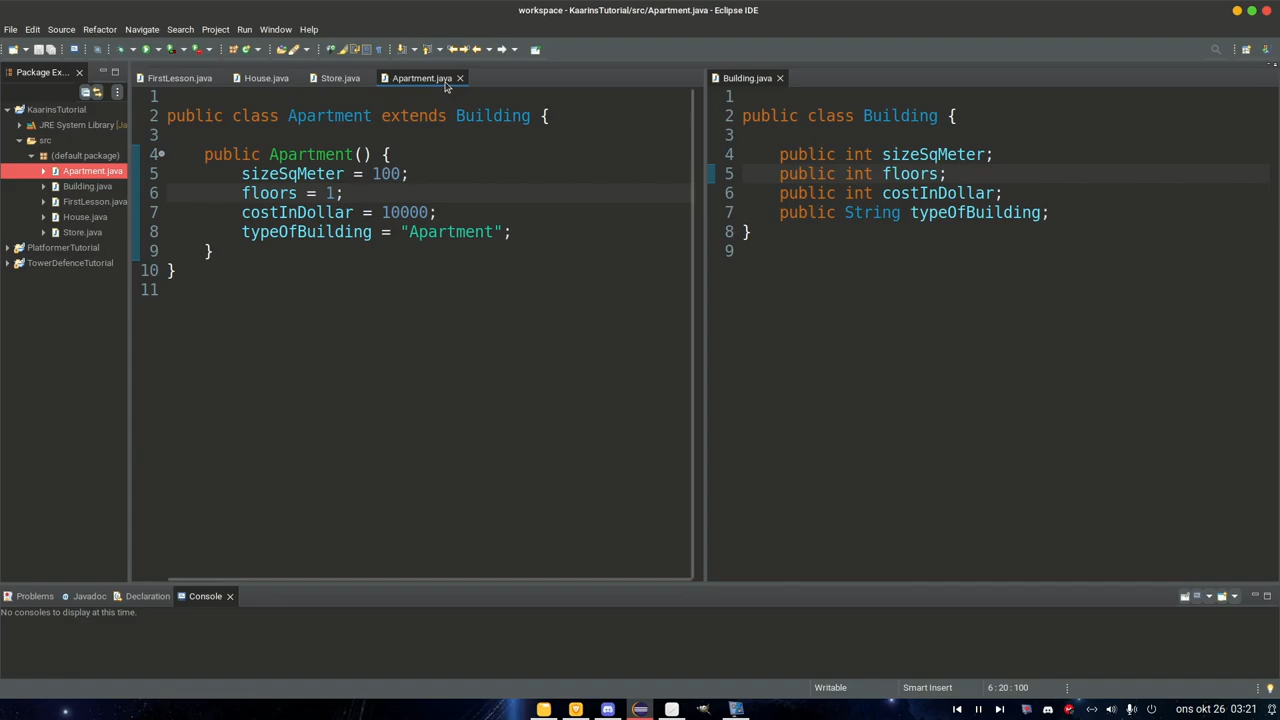 workspace - KaarinsTutorial/src/Apartment.java - Eclipse IDE
File Edit Source Refactor Navigate Search Project Run Window Help
Package Ex...
FirstLesson.java House.java Store.java Apartment.java
Building.java
KaarinsTutorial
JRE System Library [Ja
src
(default package)
Apartment.java
Building.java
FirstLesson.java
House.java
Store.java
PlatformerTutorial
TowerDefenceTutorial
1
2 public class Apartment extends Building {
3
4 public Apartment() {
5 sizeSqMeter = 100;
6 floors = 1;
7 costInDollar = 10000;
8 typeOfBuilding = "Apartment";
9 }
10 }
11
1
2 public class Building {
3
4 public int sizeSqMeter;
5 public int floors;
6 public int costInDollar;
7 public String typeOfBuilding;
8 }
9
Problems Javadoc Declaration Console
No consoles to display at this time.
Writable Smart Insert 6 : 20 : 100
ons okt 26 03:21